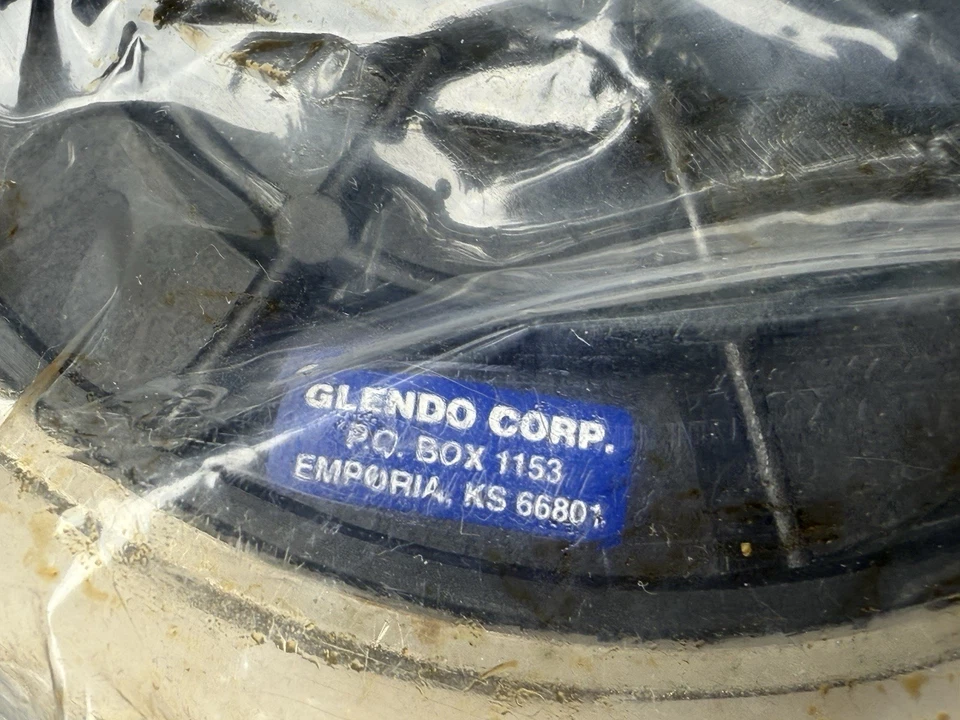 GLENDO CORP.
P.O. BOX 1153
EMPORIA, KS 66801